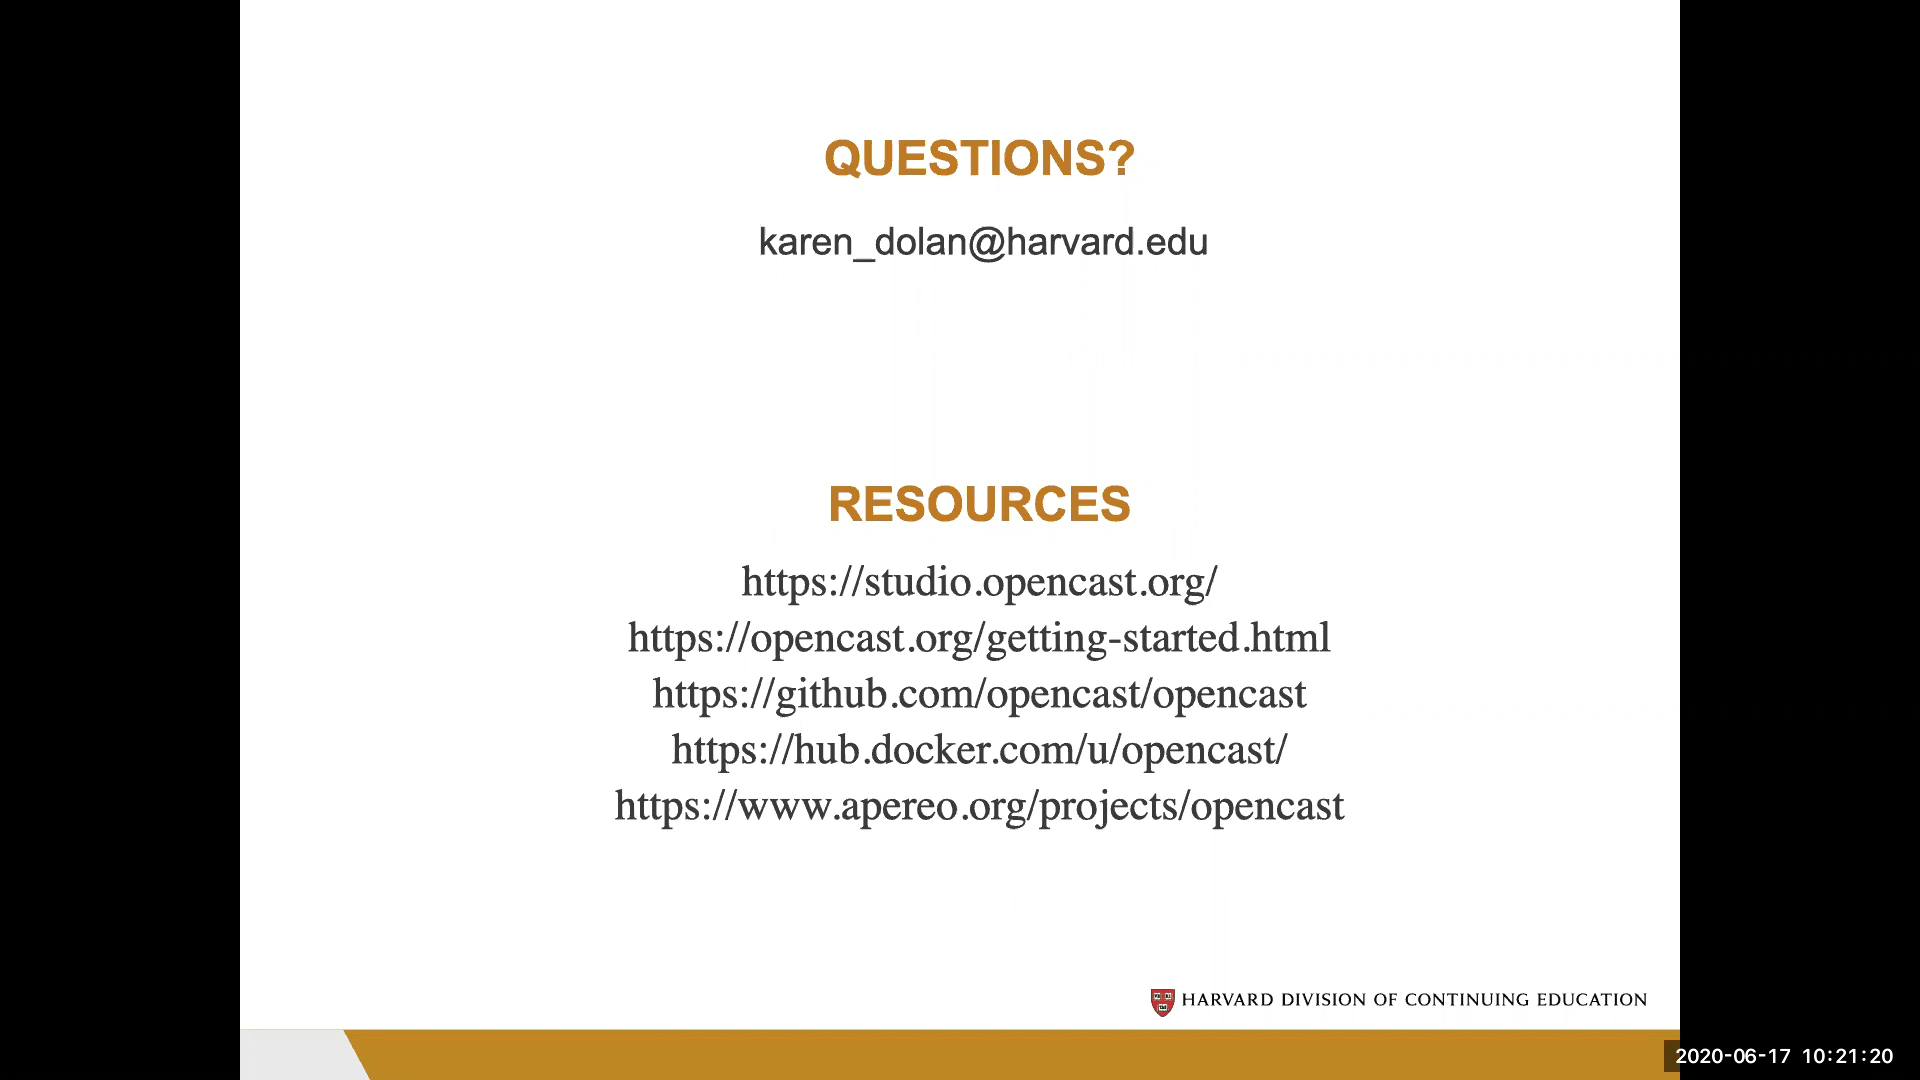 QUESTIONS?
karen_dolan@harvard.edu
RESOURCES
https://studio.opencast.org/
https://opencast.org/getting-started.html
https://github.com/opencast/opencast
https://hub.docker.com/u/opencast/
https://www.apereo.org/projects/opencast
HARVARD DIVISION OF CONTINUING EDUCATION
2020-06-17 10:21:20